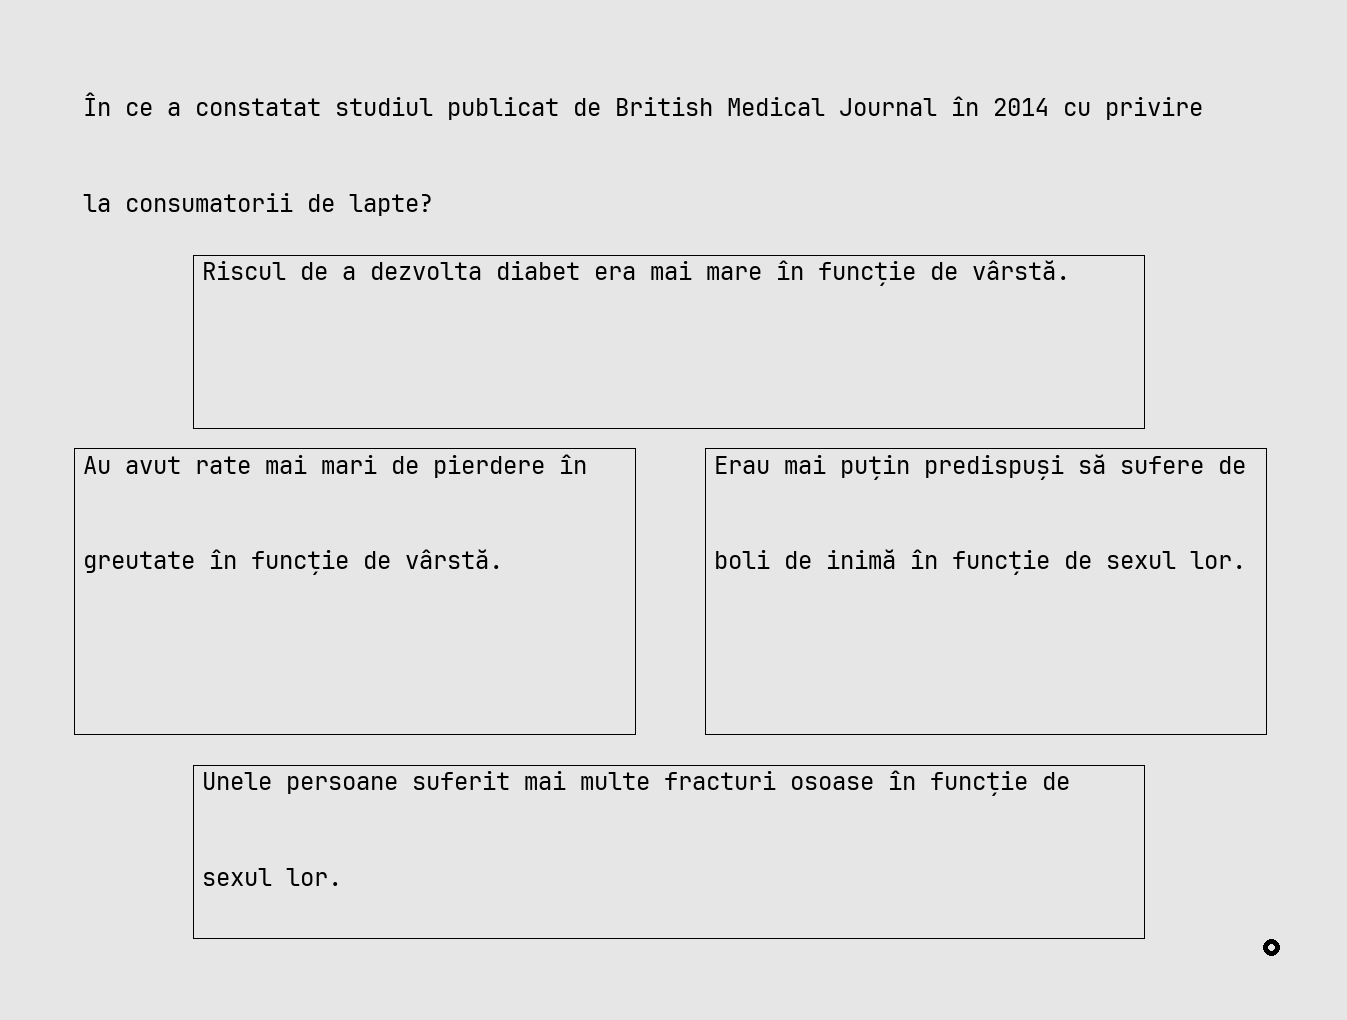 În ce a constatat studiul publicat de British Medical Journal în 2014 cu privire
la consumatorii de lapte?
Riscul de a dezvolta diabet era mai mare în funcție de vârstă.
Au avut rate mai mari de pierdere în
greutate în funcție de vârstă.
Erau mai puțin predispuși să sufere de
boli de inimă în funcție de sexul lor.
Unele persoane suferit mai multe fracturi osoase în funcție de
sexul lor.